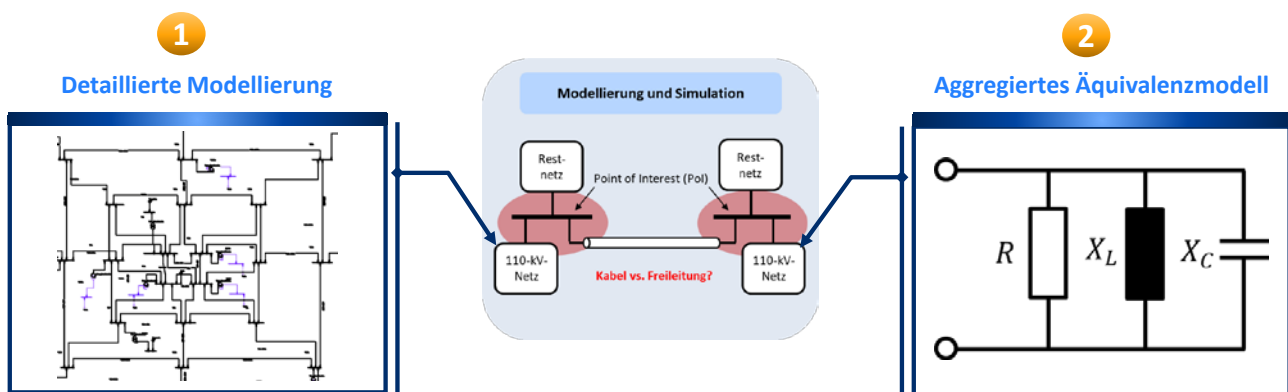 1
Detaillierte Modellierung
Modellierung und Simulation
Rest-
netz
Point of Interest (PoI)
Rest-
netz
110-kV-
Netz
Kabel vs. Freileitung?
110-kV-
Netz
2
Aggregiertes Äquivalenzmodell
R
X_L
X_C